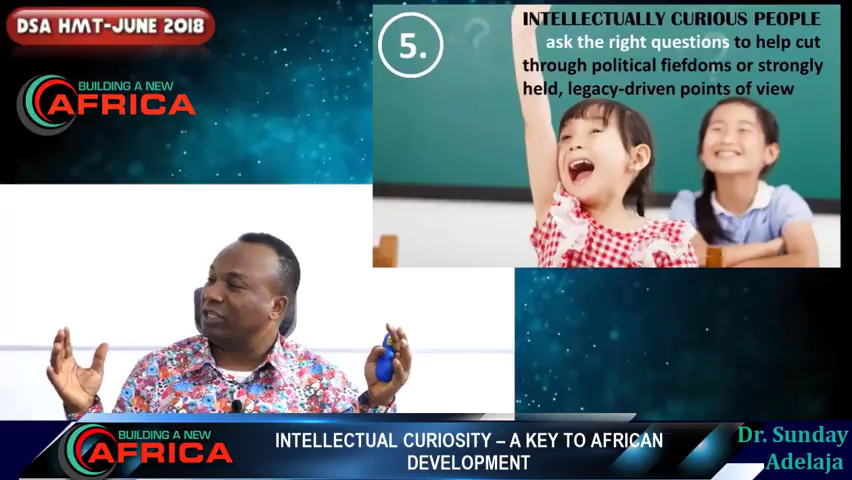 DSA HMT-JUNE 2018
BUILDING A NEW
AFRICA
5.
INTELLECTUALLY CURIOUS PEOPLE
ask the right questions to help cut
through political fiefdoms or strongly
held, legacy-driven points of view
BUILDING A NEW
AFRICA
INTELLECTUAL CURIOSITY – A KEY TO AFRICAN
DEVELOPMENT
Dr. Sunday
Adelaja